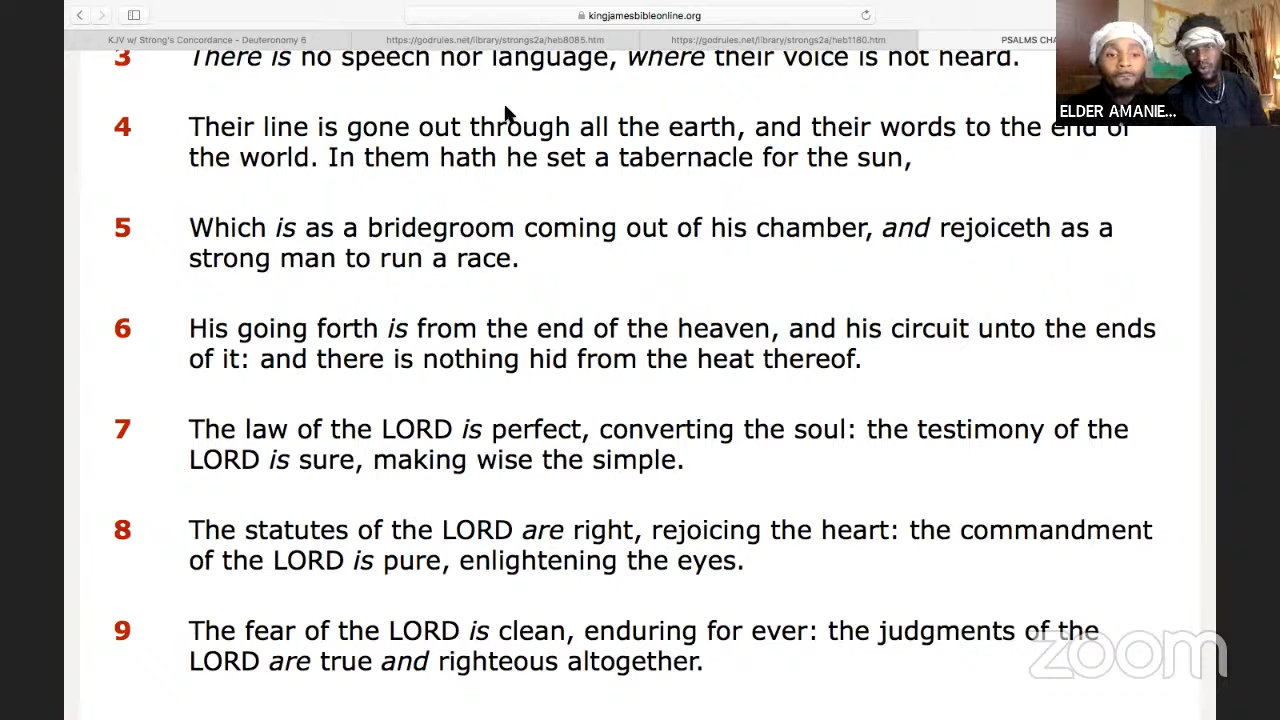 kingjamesbibleonline.org
KJV w/ Strong's Concordance - Deuteronomy 6
https://godrules.net/library/strongs2a/heb8085.htm
https://godrules.net/library/strongs2a/heb1180.htm
PSALMS CHA
ELDER AMANIE...
3 There is no speech nor language, where their voice is not heard.
4 Their line is gone out through all the earth, and their words to the end of
the world. In them hath he set a tabernacle for the sun,
5 Which is as a bridegroom coming out of his chamber, and rejoiceth as a
strong man to run a race.
6 His going forth is from the end of the heaven, and his circuit unto the ends
of it: and there is nothing hid from the heat thereof.
7 The law of the LORD is perfect, converting the soul: the testimony of the
LORD is sure, making wise the simple.
8 The statutes of the LORD are right, rejoicing the heart: the commandment
of the LORD is pure, enlightening the eyes.
9 The fear of the LORD is clean, enduring for ever: the judgments of the
LORD are true and righteous altogether.
zoom